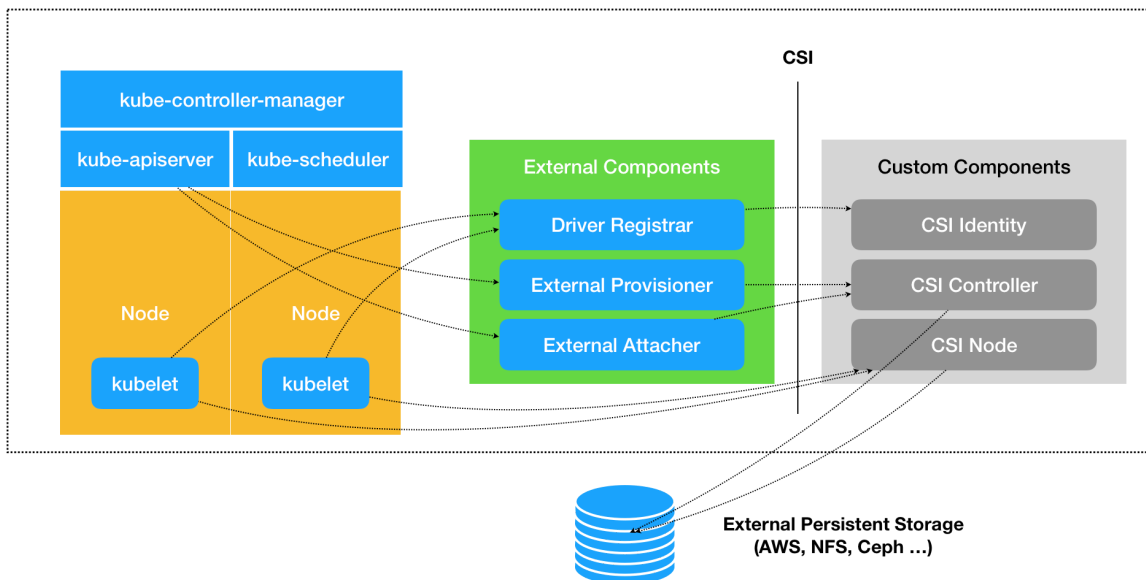 CSI
kube-controller-manager
kube-apiserver
kube-scheduler
External Components
Custom Components
Driver Registrar
CSI Identity
External Provisioner
CSI Controller
Node
Node
External Attacher
CSI Node
kubelet
kubelet
External Persistent Storage
(AWS, NFS, Ceph ...)